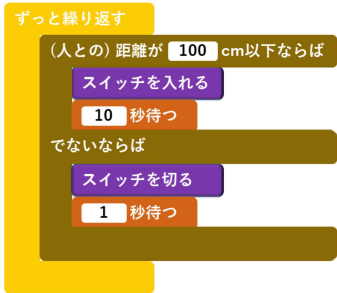 ずっと繰り返す
(人との) 距離が 100 cm以下ならば
スイッチを入れる
10 秒待つ
でないならば
スイッチを切る
1 秒待つ